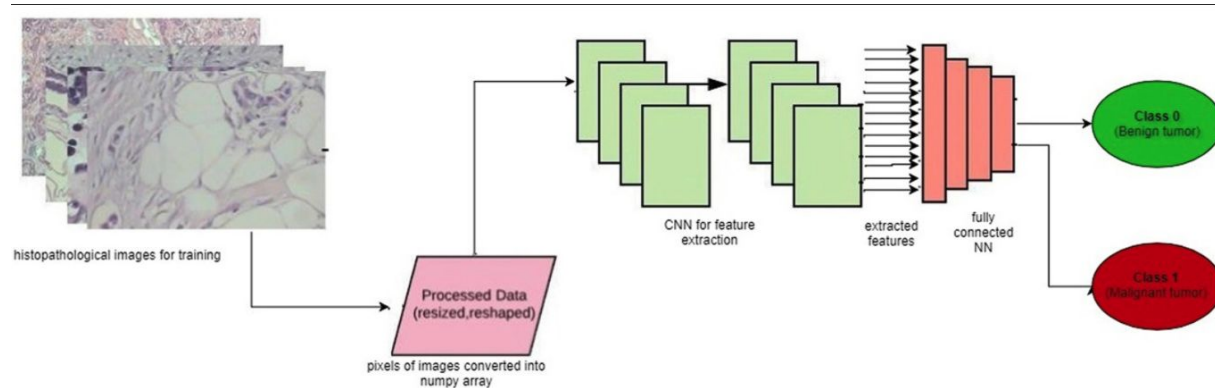 histopathological images for training
Processed Data
(resized,reshaped)
pixels of images converted into
numpy array
CNN for feature
extraction
extracted
features
fully
connected
NN
Class 0
(Benign tumor)
Class 1
(Malignant tumor)